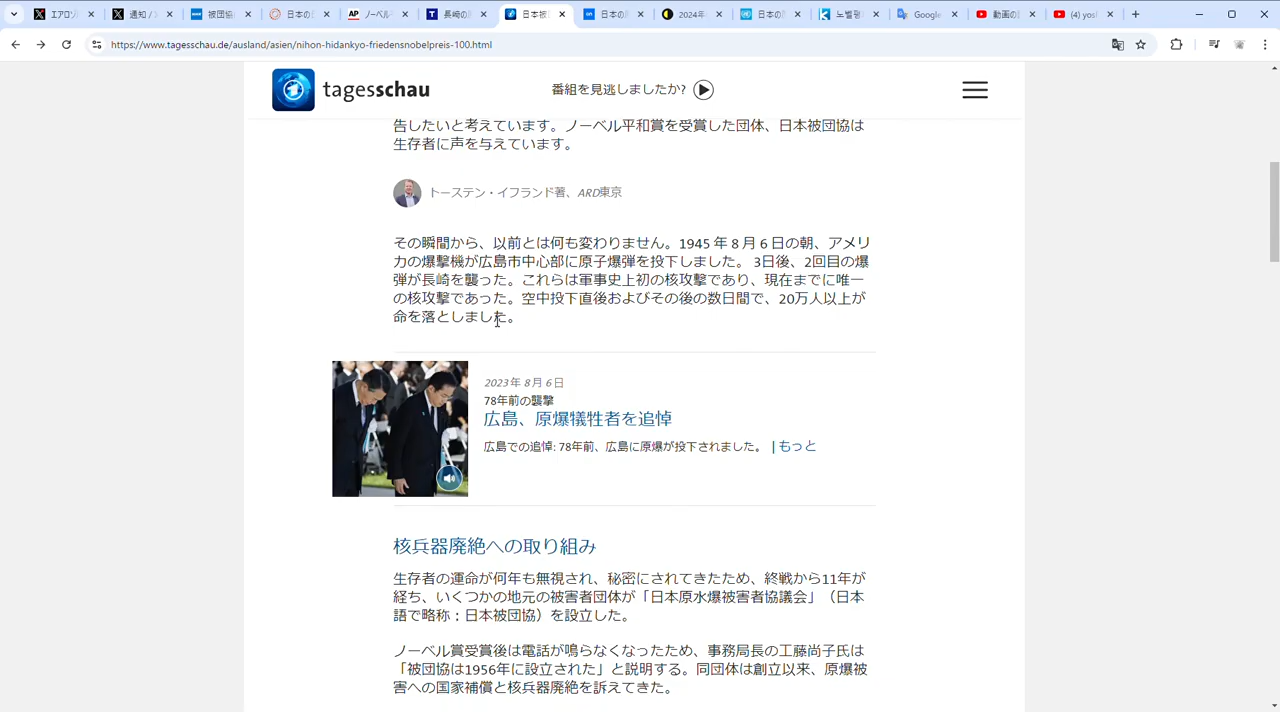 エアロゾ
通知 /
被団協
日本の
ノーベル
長崎の
日本被
日本の
2024年
日本の
노벨평
Google
動画の
(4) yos
https://www.tagesschau.de/ausland/asien/nihon-hidankyo-friedensnobelpreis-100.html
tagesschau
番組を見逃しましたか?
告したいと考えています。ノーベル平和賞を受賞した団体、日本被団協は
生存者に声を与えています。
トーステン・イフランド著、ARD東京
その瞬間から、以前とは何も変わりません。1945 年 8 月 6 日の朝、アメリ
カの爆撃機が広島市中心部に原子爆弾を投下しました。 3日後、2回目の爆
弾が長崎を襲った。これらは軍事史上初の核攻撃であり、現在までに唯一
の核攻撃であった。空中投下直後およびその後の数日間で、20万人以上が
命を落としました。
2023 年 8 月 6 日
78年前の襲撃
広島、原爆犠牲者を追悼
広島での追悼: 78年前、広島に原爆が投下されました。 | もっと
核兵器廃絶への取り組み
生存者の運命が何年も無視され、秘密にされてきたため、終戦から11年が
経ち、いくつかの地元の被害者団体が「日本原水爆被害者協議会」（日本
語で略称：日本被団協）を設立した。
ノーベル賞受賞後は電話が鳴らなくなったため、事務局長の工藤尚子氏は
「被団協は1956年に設立された」と説明する。同団体は創立以来、原爆被
害への国家補償と核兵器廃絶を訴えてきた。